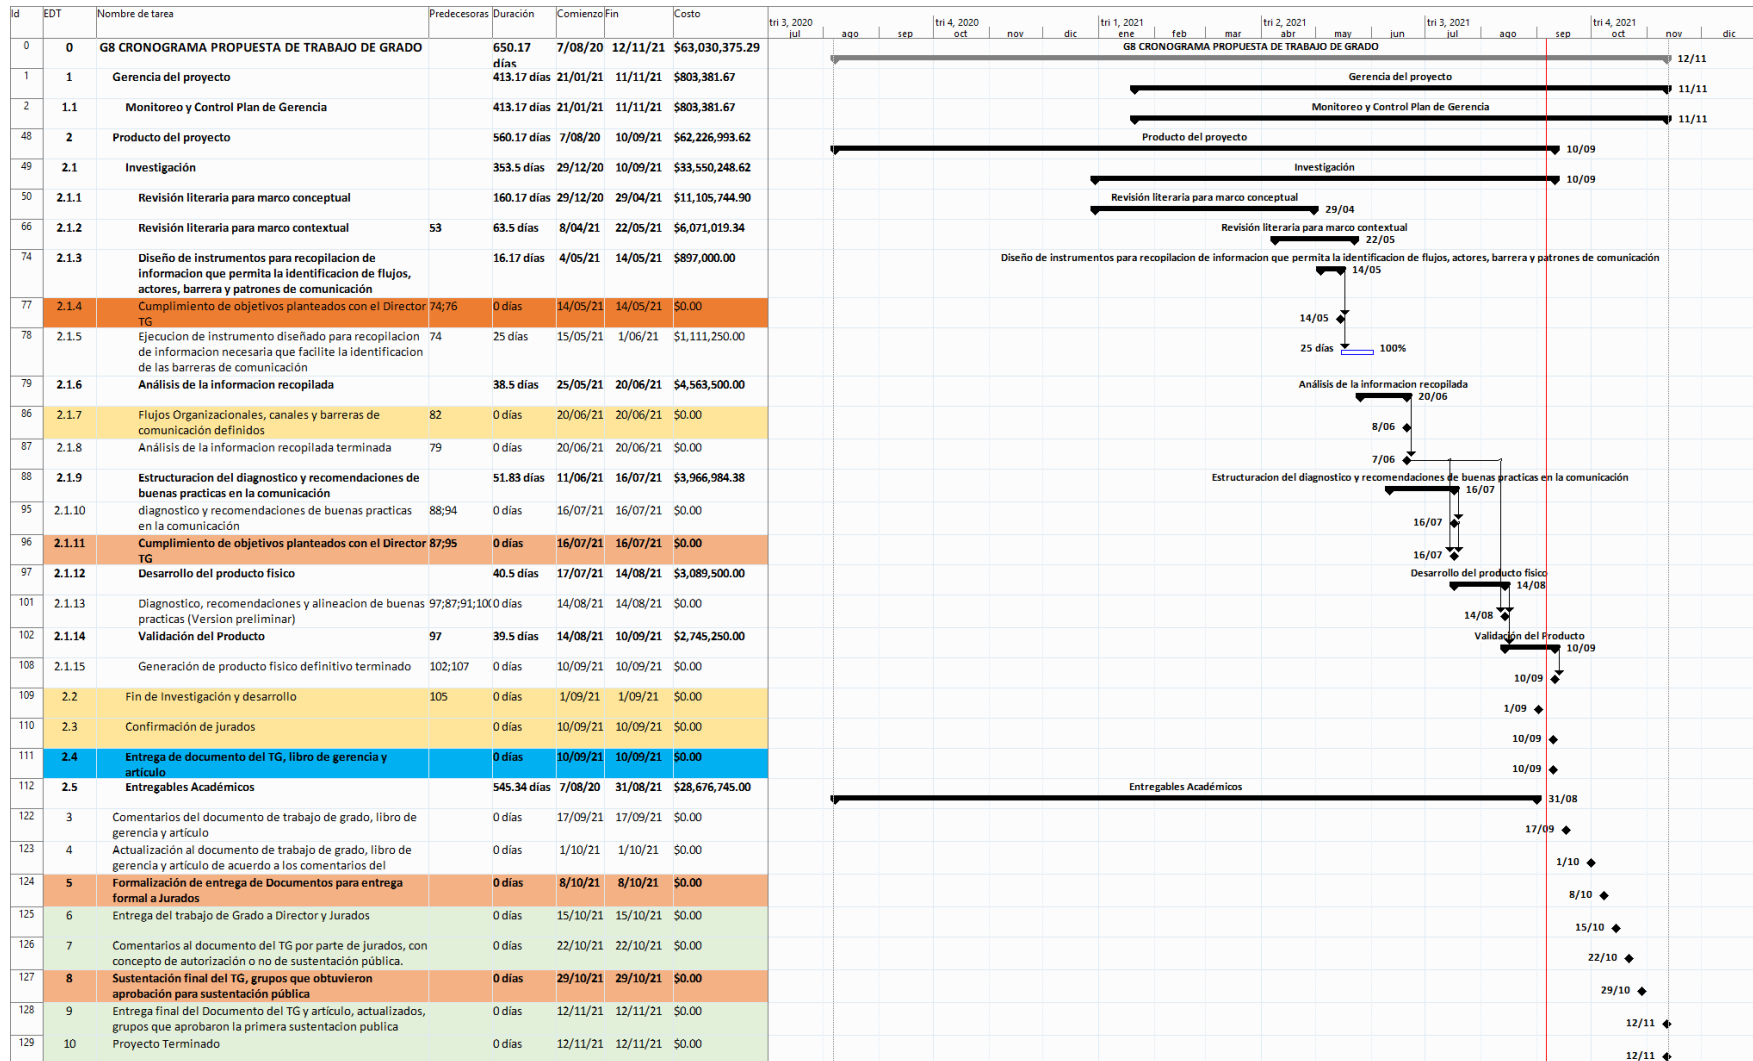 Id EDT Nombre de tarea Predecesoras Duración Comienzo Fin Costo
tri 3, 2020 tri 4, 2020 tri 1, 2021 tri 2, 2021 tri 3, 2021 tri 4, 2021
jul ago sep oct nov dic ene feb mar abr may jun jul ago sep oct nov dic
0 0 G8 CRONOGRAMA PROPUESTA DE TRABAJO DE GRADO 650.17 días 7/08/20 12/11/21 $63,030,375.29
G8 CRONOGRAMA PROPUESTA DE TRABAJO DE GRADO
12/11
1 1 Gerencia del proyecto 413.17 días 21/01/21 11/11/21 $803,381.67
Gerencia del proyecto
11/11
2 1.1 Monitoreo y Control Plan de Gerencia 413.17 días 21/01/21 11/11/21 $803,381.67
Monitoreo y Control Plan de Gerencia
11/11
48 2 Producto del proyecto 560.17 días 7/08/20 10/09/21 $62,226,993.62
Producto del proyecto
10/09
49 2.1 Investigación 353.5 días 29/12/20 10/09/21 $33,550,248.62
Investigación
10/09
50 2.1.1 Revisión literaria para marco conceptual 160.17 días 29/12/20 29/04/21 $11,105,744.90
Revisión literaria para marco conceptual
29/04
66 2.1.2 Revisión literaria para marco contextual 53 63.5 días 8/04/21 22/05/21 $6,071,019.34
Revisión literaria para marco contextual
22/05
74 2.1.3 Diseño de instrumentos para recopilacion de 16.17 días 4/05/21 14/05/21 $897,000.00
informacion que permita la identificacion de flujos,
actores, barrera y patrones de comunicación
Diseño de instrumentos para recopilacion de informacion que permita la identificacion de flujos, actores, barrera y patrones de comunicación
14/05
77 2.1.4 Cumplimiento de objetivos planteados con el Director 74;76 0 días 14/05/21 14/05/21 $0.00
TG
14/05
78 2.1.5 Ejecucion de instrumento diseñado para recopilacion 74 25 días 15/05/21 1/06/21 $1,111,250.00
de informacion necesaria que facilite la identificacion
de las barreras de comunicación
25 días 100%
79 2.1.6 Análisis de la informacion recopilada 38.5 días 25/05/21 20/06/21 $4,563,500.00
Análisis de la informacion recopilada
20/06
86 2.1.7 Flujos Organizacionales, canales y barreras de 82 0 días 20/06/21 20/06/21 $0.00
comunicación definidos
8/06
87 2.1.8 Análisis de la informacion recopilada terminada 79 0 días 20/06/21 20/06/21 $0.00
7/06
88 2.1.9 Estructuracion del diagnostico y recomendaciones de 51.83 días 11/06/21 16/07/21 $3,966,984.38
buenas practicas en la comunicación
Estructuracion del diagnostico y recomendaciones de buenas practicas en la comunicación
16/07
95 2.1.10 diagnostico y recomendaciones de buenas practicas 88;94 0 días 16/07/21 16/07/21 $0.00
en la comunicación
16/07
96 2.1.11 Cumplimiento de objetivos planteados con el Director 87;95 0 días 16/07/21 16/07/21 $0.00
TG
16/07
97 2.1.12 Desarrollo del producto fisico 40.5 días 17/07/21 14/08/21 $3,089,500.00
Desarrollo del producto fisico
14/08
101 2.1.13 Diagnostico, recomendaciones y alineacion de buenas 97;87;91;100 0 días 14/08/21 14/08/21 $0.00
practicas (Version preliminar)
14/08
102 2.1.14 Validación del Producto 97 39.5 días 14/08/21 10/09/21 $2,745,250.00
Validación del Producto
10/09
108 2.1.15 Generación de producto fisico definitivo terminado 102;107 0 días 10/09/21 10/09/21 $0.00
10/09
109 2.2 Fin de Investigación y desarrollo 105 0 días 1/09/21 1/09/21 $0.00
1/09
110 2.3 Confirmación de jurados 0 días 10/09/21 10/09/21 $0.00
10/09
111 2.4 Entrega de documento del TG, libro de gerencia y 0 días 10/09/21 10/09/21 $0.00
artículo
10/09
112 2.5 Entregables Académicos 545.34 días 7/08/20 31/08/21 $28,676,745.00
Entregables Académicos
31/08
122 3 Comentarios del documento de trabajo de grado, libro de 0 días 17/09/21 17/09/21 $0.00
gerencia y artículo
17/09
123 4 Actualización al documento de trabajo de grado, libro de 0 días 1/10/21 1/10/21 $0.00
gerencia y artículo de acuerdo a los comentarios del
1/10
124 5 Formalización de entrega de Documentos para entrega 0 días 8/10/21 8/10/21 $0.00
formal a Jurados
8/10
125 6 Entrega del trabajo de Grado a Director y Jurados 0 días 15/10/21 15/10/21 $0.00
15/10
126 7 Comentarios al documento del TG por parte de jurados, con 0 días 22/10/21 22/10/21 $0.00
concepto de autorización o no de sustentación pública.
22/10
127 8 Sustentación final del TG, grupos que obtuvieron 0 días 29/10/21 29/10/21 $0.00
aprobación para sustentación pública
29/10
128 9 Entrega final del Documento del TG y artículo, actualizados, 0 días 12/11/21 12/11/21 $0.00
grupos que aprobaron la primera sustentacion publica
12/11
129 10 Proyecto Terminado 0 días 12/11/21 12/11/21 $0.00
12/11